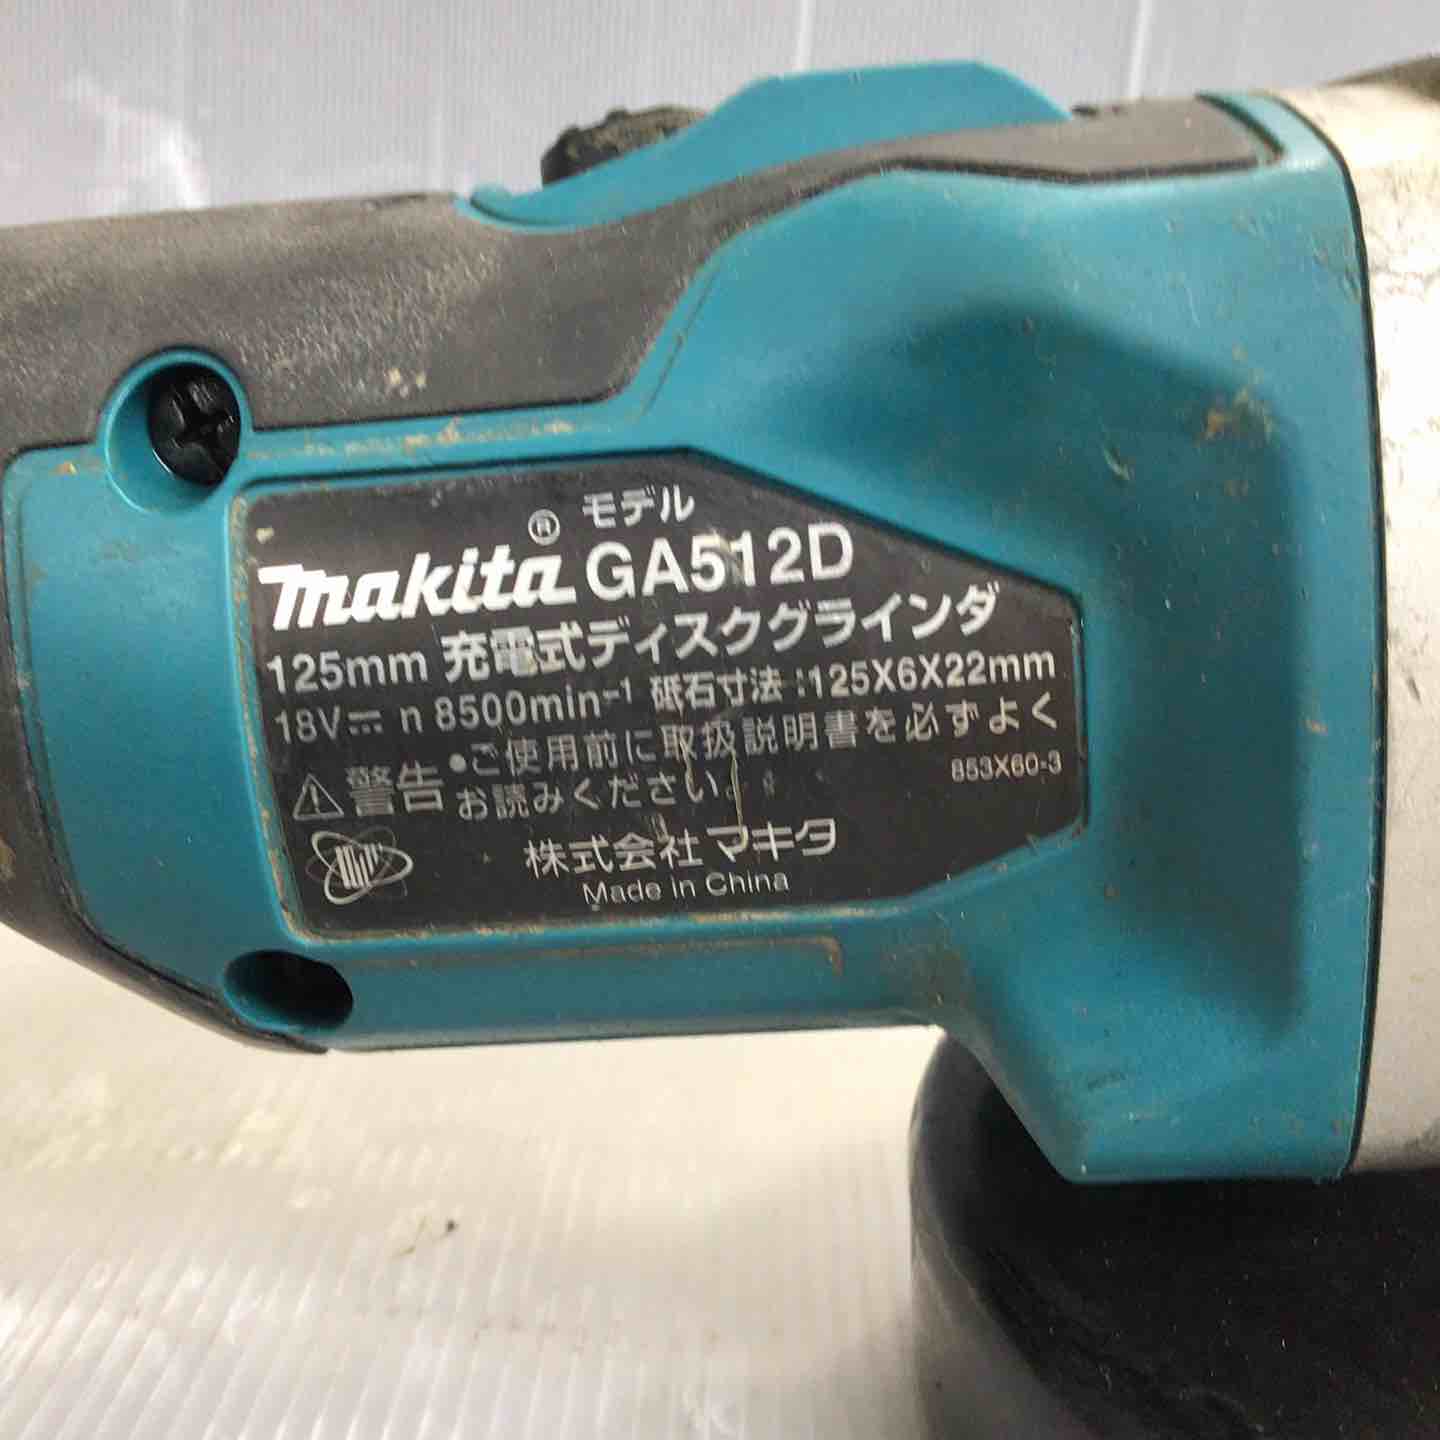 モデル
makita® GA512D
125mm 充電式ディスクグラインダ
18V⎓ n 8500min⁻¹ 砥石寸法:125X6X22mm
⚠警告 •ご使用前に取扱説明書を必ずよく
お読みください。
853X60-3
株式会社マキタ
Made in China